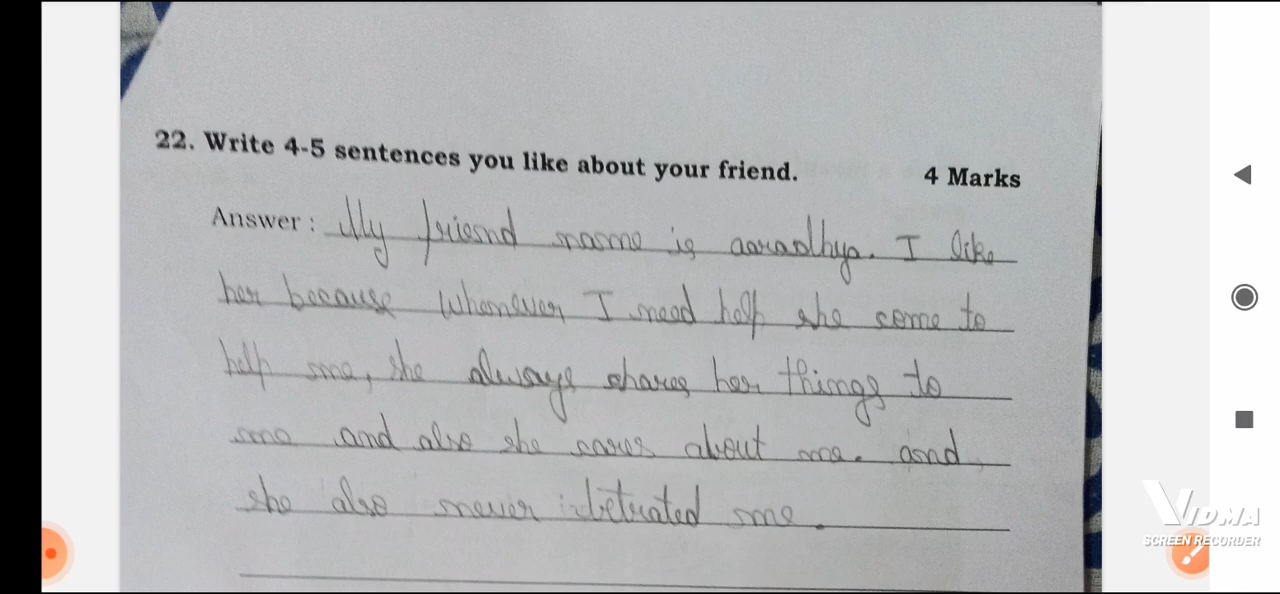 22. Write 4-5 sentences you like about your friend.
4 Marks
Answer : My friend name is aaradhya. I like
her because whenever I need help she come to
help me, she always shares her things to
me and also she cares about me. and
she also never me.
VIDMA
SCREEN RECORDER